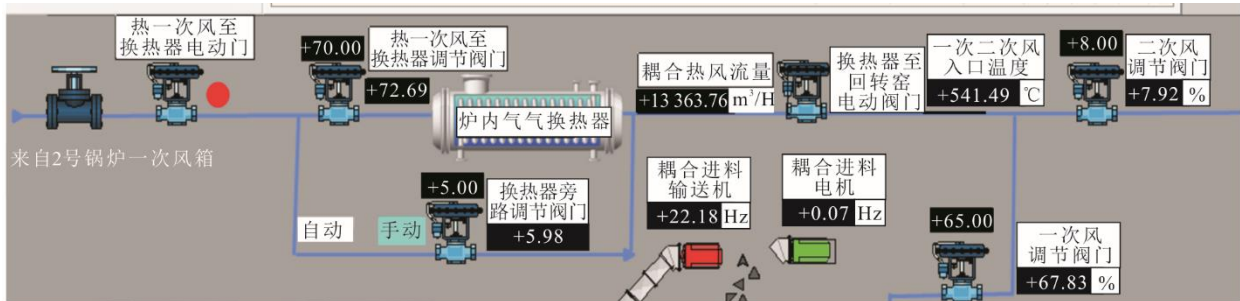 热一次风至
换热器电动门
+70.00
热一次风至
换热器调节阀门
+72.69
炉内气气换热器
耦合热风流量
+13 363.76 m³/H
换热器至
回转窑
电动阀门
一次二次风
入口温度
+541.49 ℃
+8.00
二次风
调节阀门
+7.92 %
来自2号锅炉一次风箱
自动
手动
+5.00
换热器旁
路调节阀门
+5.98
耦合进料
输送机
+22.18 Hz
耦合进料
电机
+0.07 Hz
+65.00
一次风
调节阀门
+67.83 %